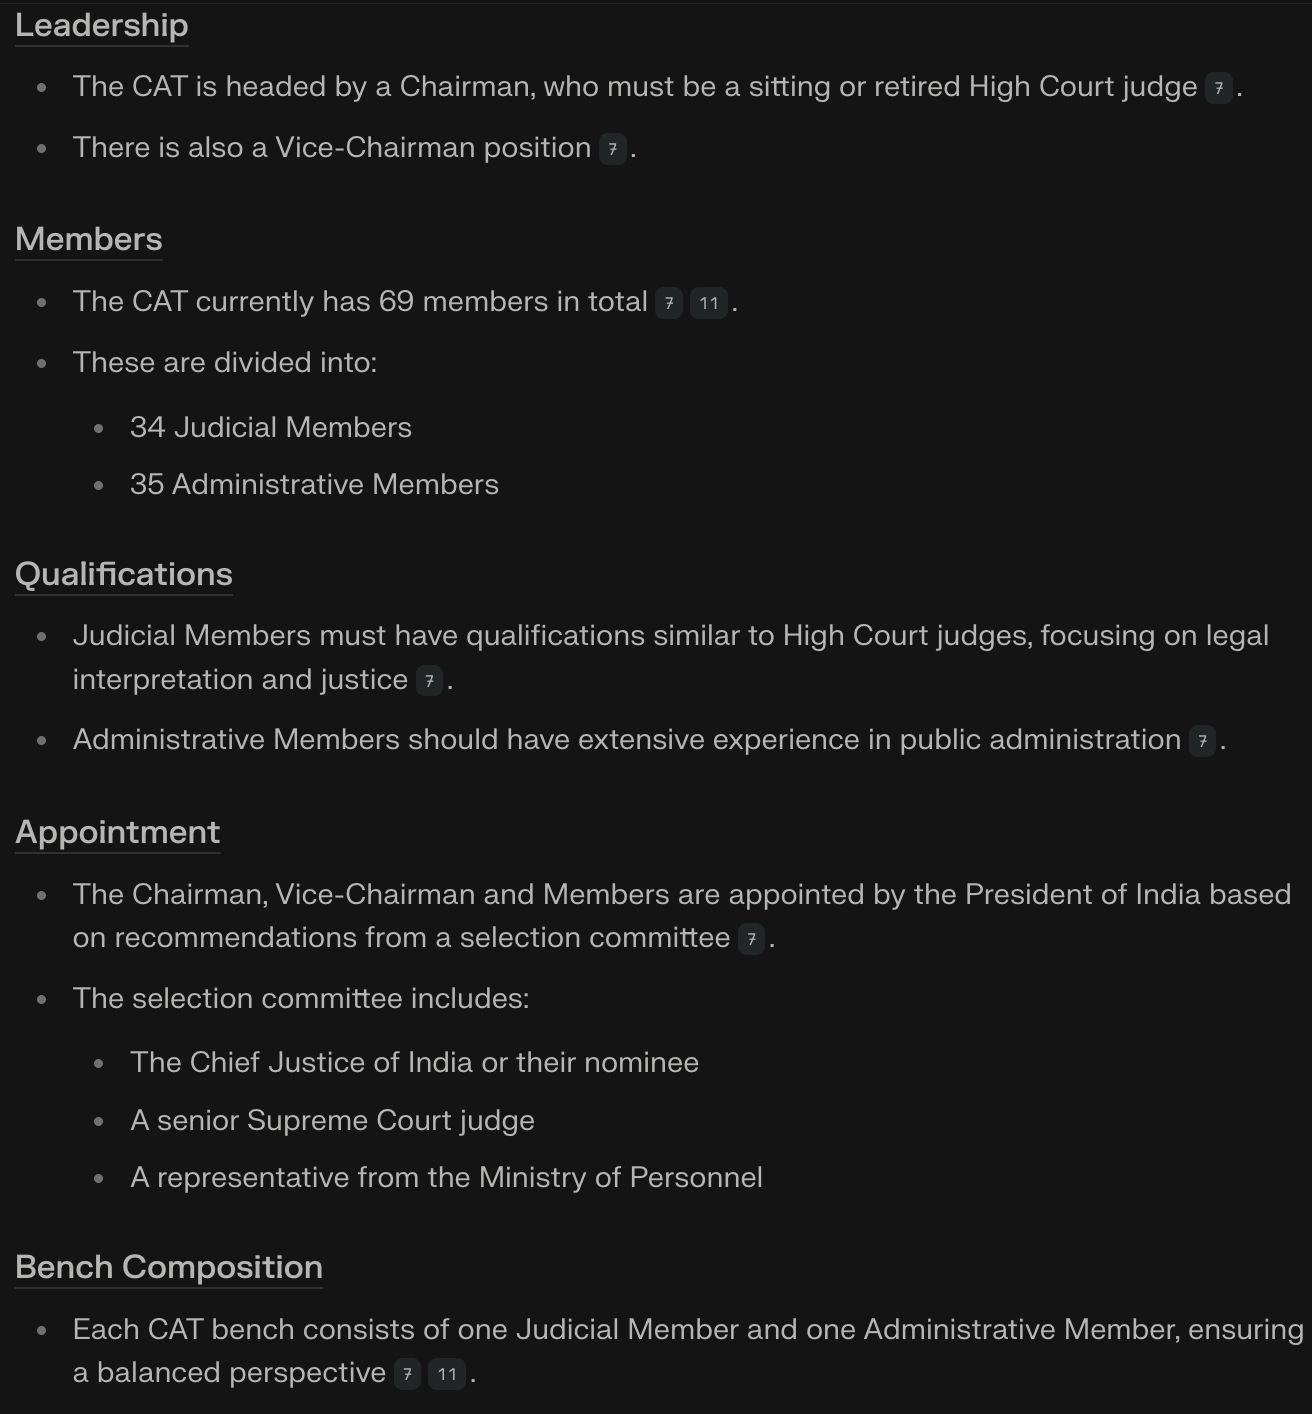 Leadership
The CAT is headed by a Chairman, who must be a sitting or retired High Court judge 7 .
There is also a Vice-Chairman position 7 .
Members
The CAT currently has 69 members in total 7 11 .
These are divided into:
34 Judicial Members
35 Administrative Members
Qualifications
Judicial Members must have qualifications similar to High Court judges, focusing on legal
interpretation and justice 7 .
Administrative Members should have extensive experience in public administration 7 .
Appointment
The Chairman, Vice-Chairman and Members are appointed by the President of India based
on recommendations from a selection committee 7 .
The selection committee includes:
The Chief Justice of India or their nominee
A senior Supreme Court judge
A representative from the Ministry of Personnel
Bench Composition
Each CAT bench consists of one Judicial Member and one Administrative Member, ensuring
a balanced perspective 7 11 .